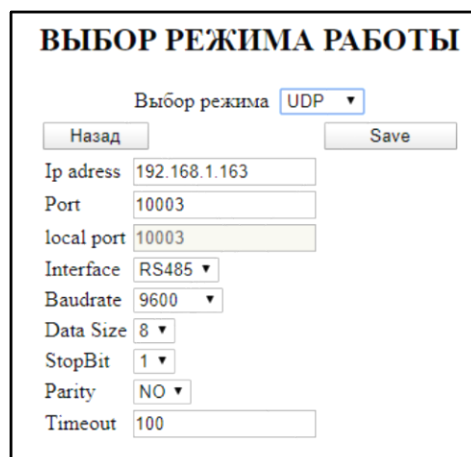 ВЫБОР РЕЖИМА РАБОТЫ
Выбор режима UDP
Назад Save
Ip adress 192.168.1.163
Port 10003
local port 10003
Interface RS485
Baudrate 9600
Data Size 8
StopBit 1
Parity NO
Timeout 100